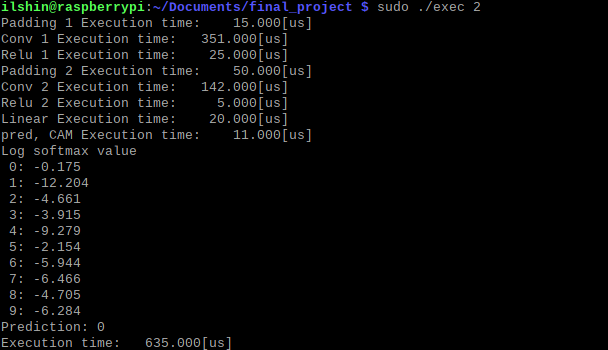 ilshin@raspberrypi:~/Documents/final_project $ sudo ./exec 2
Padding 1 Execution time:    15.000[us]
Conv 1 Execution time:   351.000[us]
Relu 1 Execution time:    25.000[us]
Padding 2 Execution time:    50.000[us]
Conv 2 Execution time:   142.000[us]
Relu 2 Execution time:     5.000[us]
Linear Execution time:    20.000[us]
pred, CAM Execution time:    11.000[us]
Log softmax value
 0: -0.175
 1: -12.204
 2: -4.661
 3: -3.915
 4: -9.279
 5: -2.154
 6: -5.944
 7: -6.466
 8: -4.705
 9: -6.284
Prediction: 0
Execution time:   635.000[us]